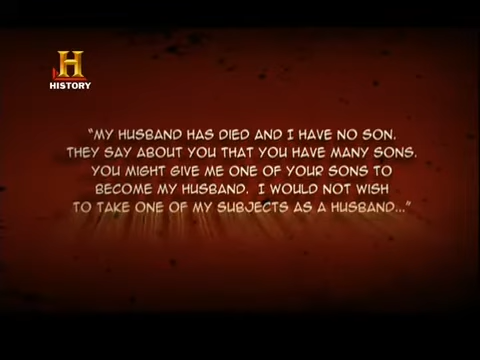 H
HISTORY
"MY HUSBAND HAS DIED AND I HAVE NO SON.
THEY SAY ABOUT YOU THAT YOU HAVE MANY SONS.
YOU MIGHT GIVE ME ONE OF YOUR SONS TO
BECOME MY HUSBAND. I WOULD NOT WISH
TO TAKE ONE OF MY SUBJECTS AS A HUSBAND..."